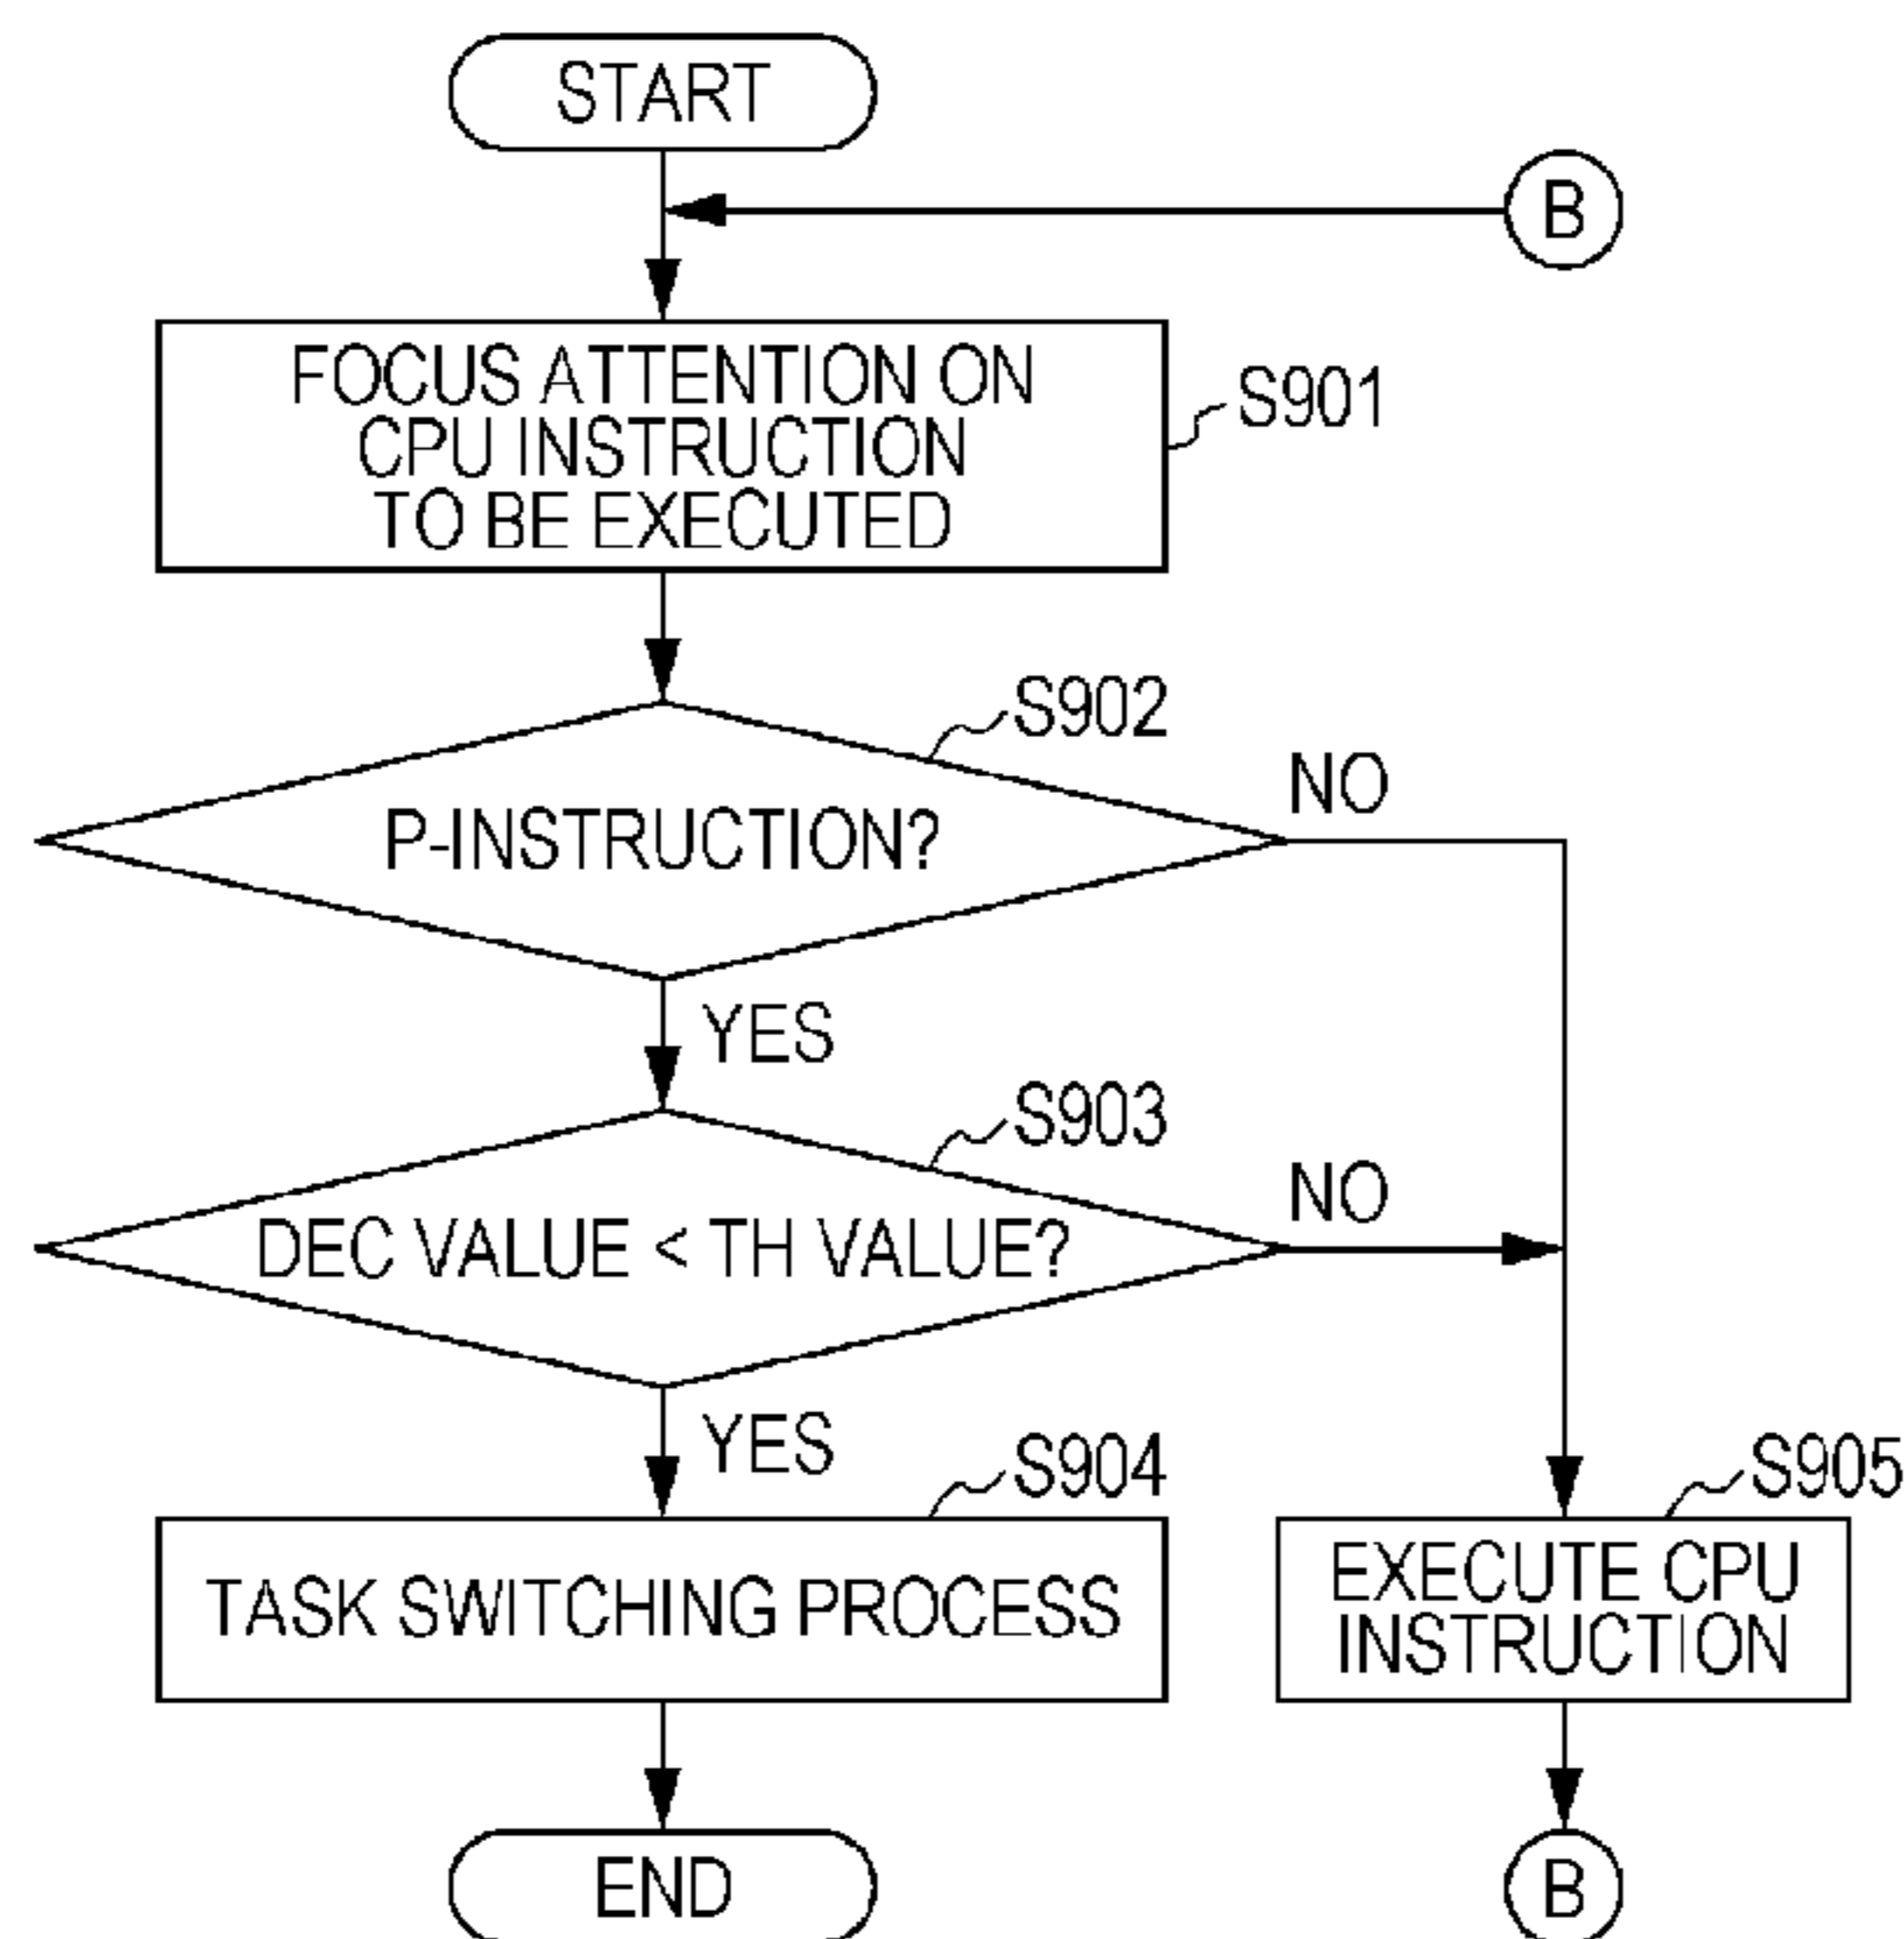 START
B
FOCUS ATTENTION ON
CPU INSTRUCTION
TO BE EXECUTED
S901
S902
P-INSTRUCTION?
NO
YES
S903
DEC VALUE < TH VALUE?
NO
YES
S904
TASK SWITCHING PROCESS
S905
EXECUTE CPU
INSTRUCTION
END
B